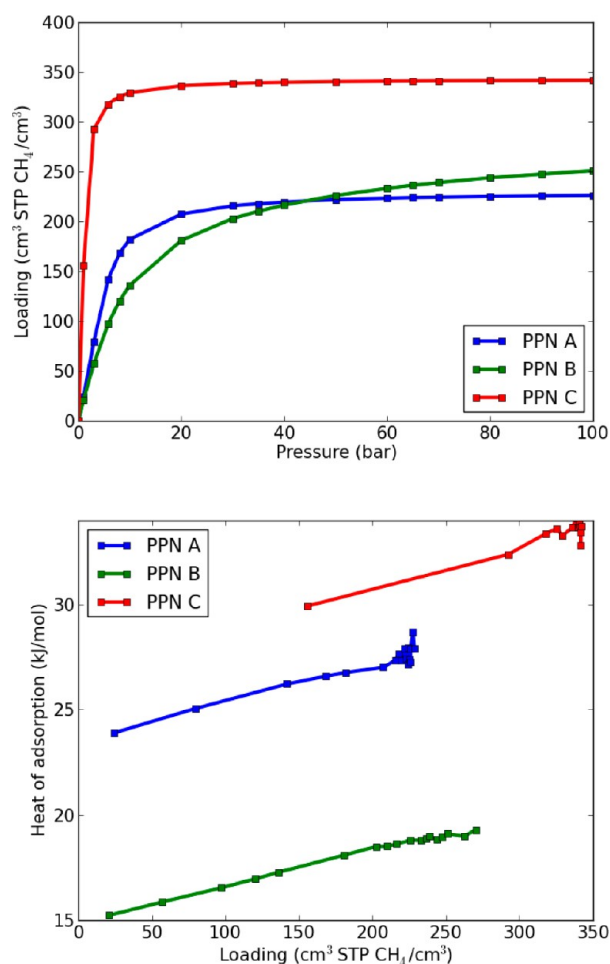 400
350
300
250
200
150
100
50
0
Loading (cm³ STP CH₄/cm³)
PPN A
PPN B
PPN C
0 20 40 60 80 100
Pressure (bar)
PPN A
PPN B
PPN C
30
25
20
15
Heat of adsorption (kJ/mol)
0 50 100 150 200 250 300 350
Loading (cm³ STP CH₄/cm³)